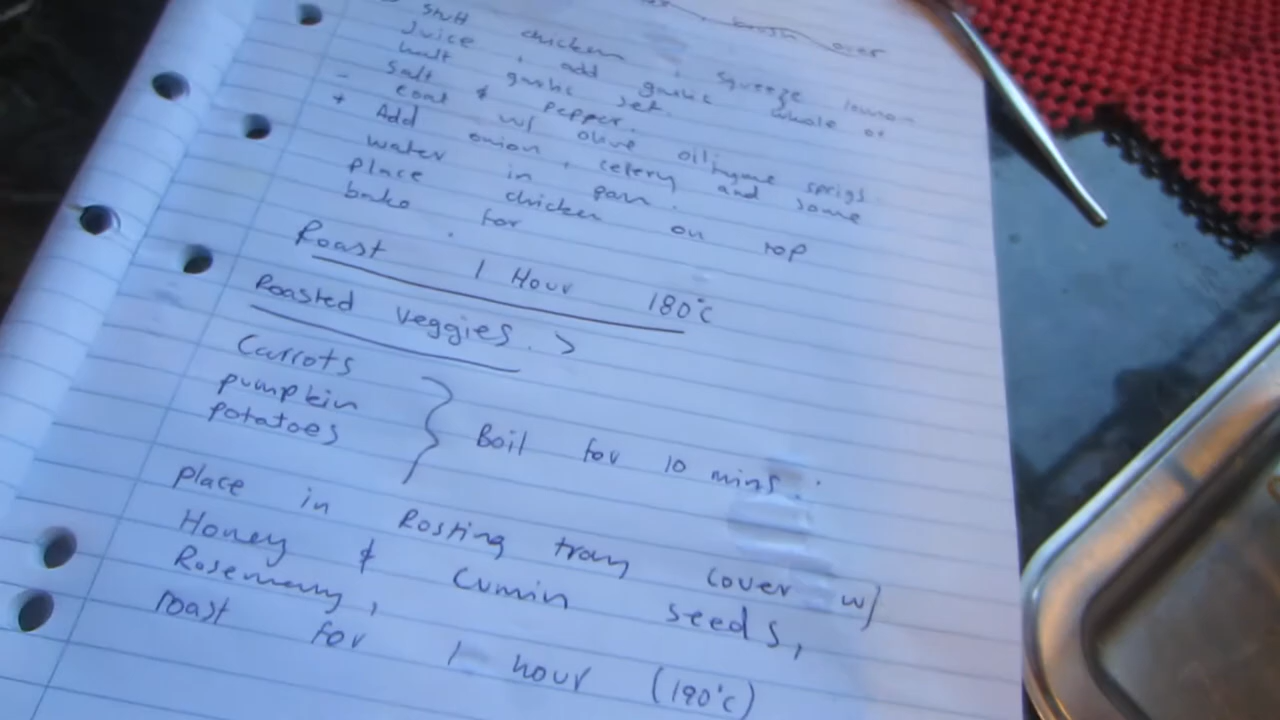 over
stuff chicken, squeeze lemon
juice, add garlic whole or
half garlic set.
- salt & pepper.
+ coat w/ olive oil, thyme sprigs
Add onion, celery and some
water in pan.
place chicken on top
bake for
Roast 1 Hour 180°C
Roasted veggies. >
Carrots
pumpkin
potatoes
Boil for 10 mins.
place in Rosting tray cover w/
Honey & Cumin seeds,
Rosemary,
roast for 1 hour (190°C)